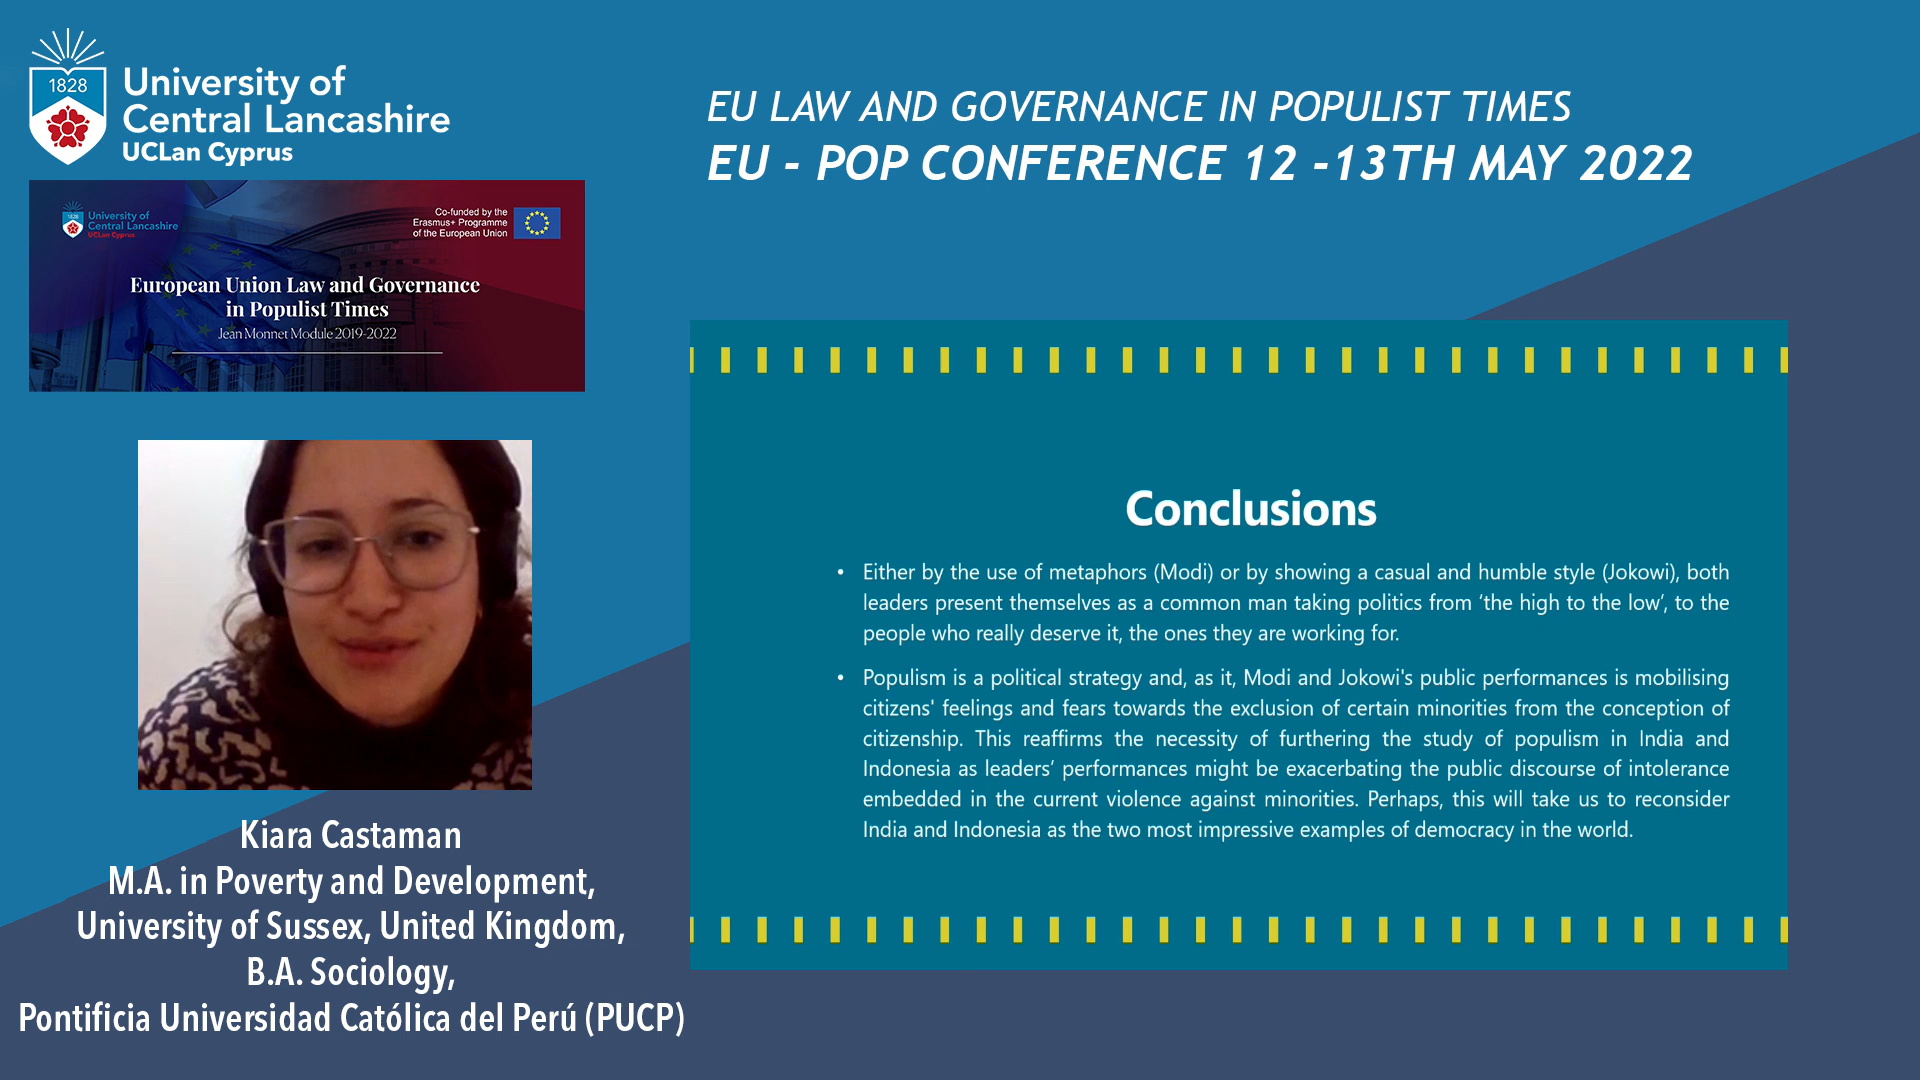 1828
University of
Central Lancashire
UCLan Cyprus
EU LAW AND GOVERNANCE IN POPULIST TIMES
EU - POP CONFERENCE 12 -13TH MAY 2022
1828
University of
Central Lancashire
UCLan Cyprus
Co-funded by the
Erasmus+ Programme
of the European Union
European Union Law and Governance
in Populist Times
Jean Monnet Module 2019-2022
Kiara Castaman
M.A. in Poverty and Development,
University of Sussex, United Kingdom,
B.A. Sociology,
Pontificia Universidad Católica del Perú (PUCP)
Conclusions
• Either by the use of metaphors (Modi) or by showing a casual and humble style (Jokowi), both
leaders present themselves as a common man taking politics from ‘the high to the low’, to the
people who really deserve it, the ones they are working for.
• Populism is a political strategy and, as it, Modi and Jokowi's public performances is mobilising
citizens' feelings and fears towards the exclusion of certain minorities from the conception of
citizenship. This reaffirms the necessity of furthering the study of populism in India and
Indonesia as leaders’ performances might be exacerbating the public discourse of intolerance
embedded in the current violence against minorities. Perhaps, this will take us to reconsider
India and Indonesia as the two most impressive examples of democracy in the world.